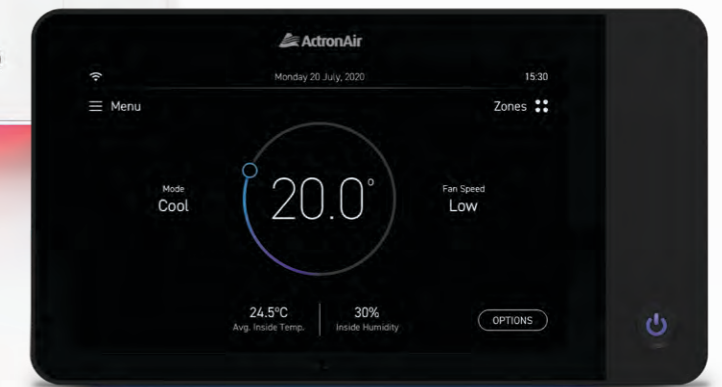 ActronAir
Monday 20 July, 2020
15:30
Menu
Zones
Mode
Cool
20.0°
Fan Speed
Low
24.5°C
Avg. Inside Temp.
30%
Inside Humidity
OPTIONS